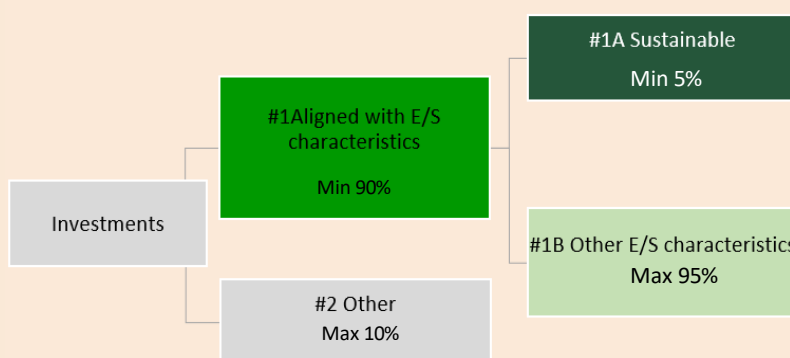 #1A Sustainable
Min 5%
#1Aligned with E/S
characteristics
Min 90%
Investments
#1B Other E/S characteristics
Max 95%
#2 Other
Max 10%